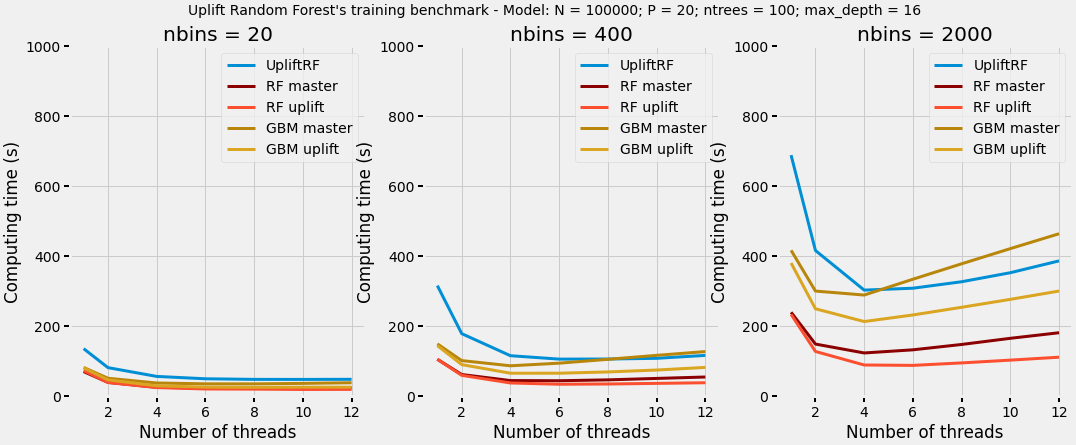 Uplift Random Forest's training benchmark - Model: N = 100000; P = 20; ntrees = 100; max_depth = 16
nbins = 20
1000
800
600
400
200
0
Computing time (s)
UpliftRF
RF master
RF uplift
GBM master
GBM uplift
2 4 6 8 10 12
Number of threads
nbins = 400
1000
800
600
400
200
0
Computing time (s)
UpliftRF
RF master
RF uplift
GBM master
GBM uplift
2 4 6 8 10 12
Number of threads
nbins = 2000
1000
800
600
400
200
0
Computing time (s)
UpliftRF
RF master
RF uplift
GBM master
GBM uplift
2 4 6 8 10 12
Number of threads